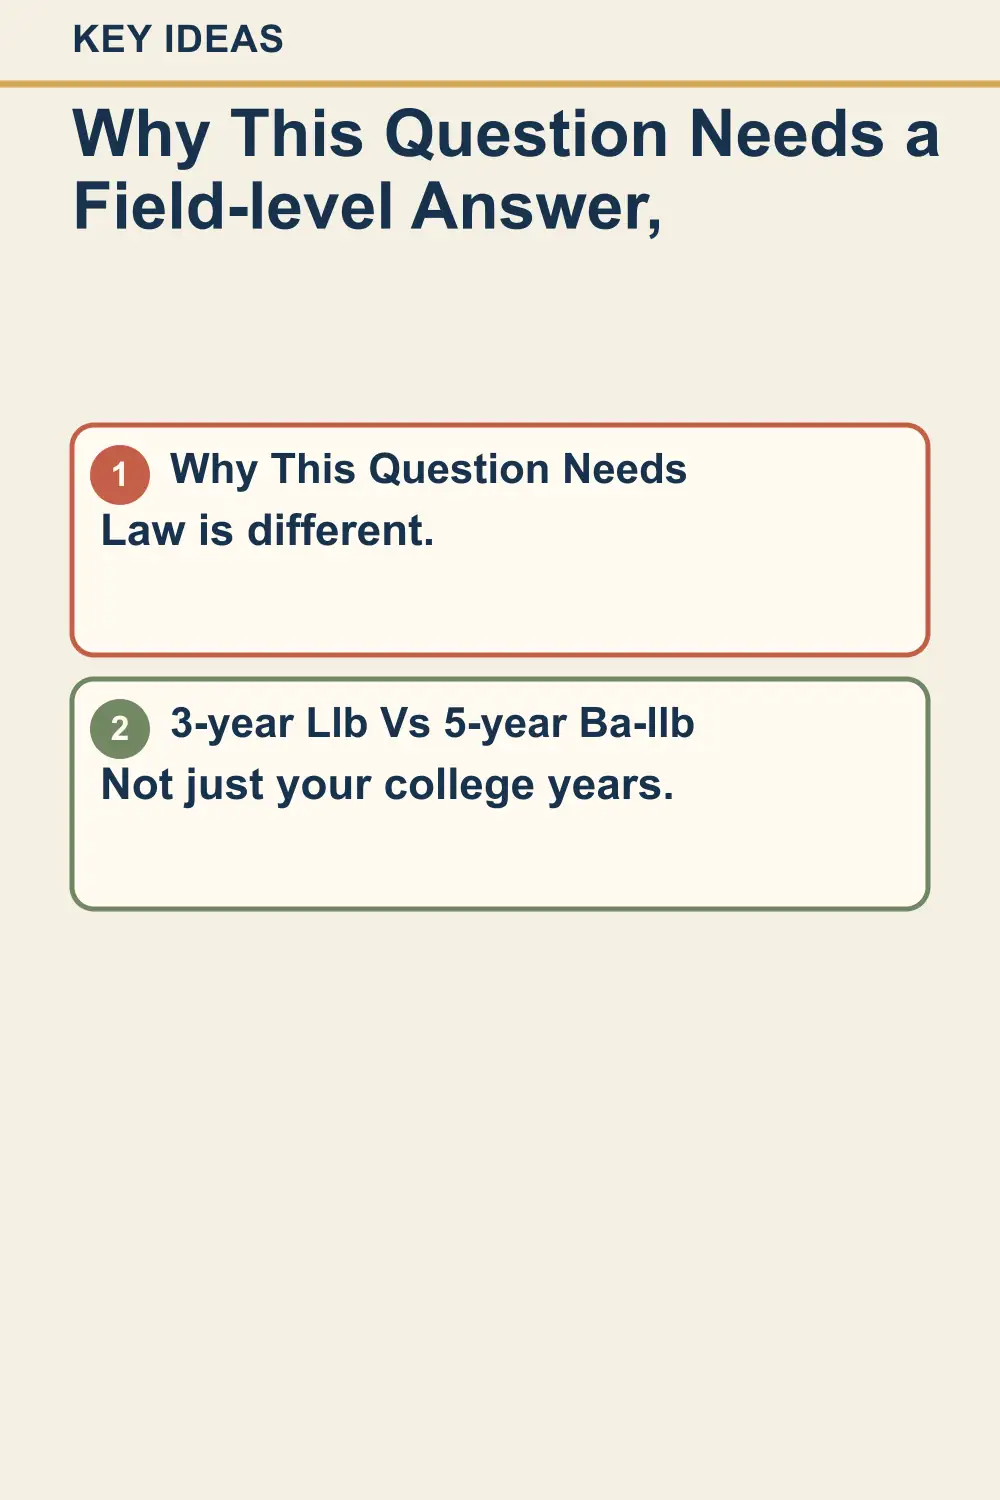 KEY IDEAS
Why This Question Needs a
Field-level Answer,
1 Why This Question Needs
Law is different.
2 3-year Llb Vs 5-year Ba-llb
Not just your college years.